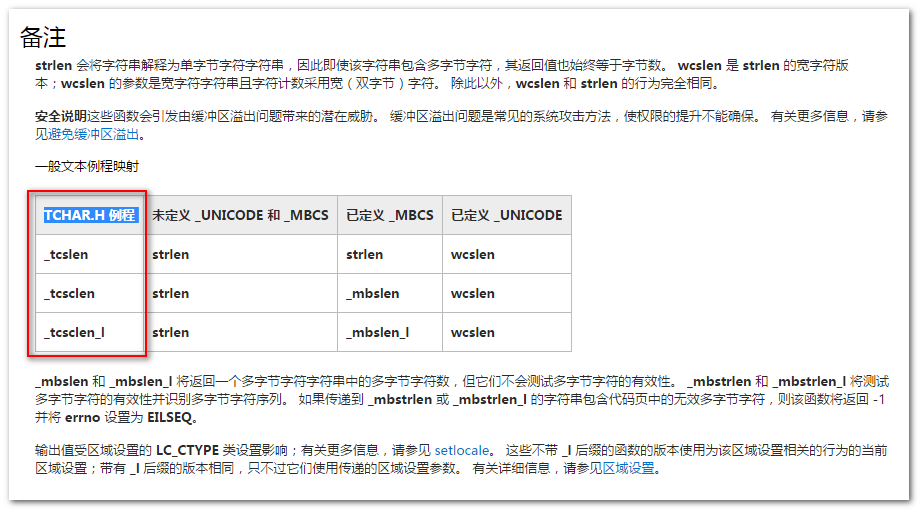 备注
strlen 会将字符串解释为单字节字符字符串，因此即使该字符串包含多字节字符，其返回值也始终等于字节数。 wcslen 是 strlen 的宽字符版
本；wcslen 的参数是宽字符字符串且字符计数采用宽（双字节）字符。 除此以外，wcslen 和 strlen 的行为完全相同。
安全说明这些函数会引发由缓冲区溢出问题带来的潜在威胁。 缓冲区溢出问题是常见的系统攻击方法，使权限的提升不能确保。 有关更多信息，请参
见避免缓冲区溢出。
一般文本例程映射
TCHAR.H 例程 未定义 _UNICODE 和 _MBCS 已定义 _MBCS 已定义 _UNICODE
_tcslen strlen strlen wcslen
_tcsclen strlen _mbslen wcslen
_tcsclen_l strlen _mbslen_l wcslen
_mbslen 和 _mbslen_l 将返回一个多字节字符字符串中的多字节字符数，但它们不会测试多字节字符的有效性。 _mbstrlen 和 _mbstrlen_l 将测试
多字节字符的有效性并识别多字节字符序列。 如果传递到 _mbstrlen 或 _mbstrlen_l 的字符串包含代码页中的无效多字节字符，则该函数将返回 -1
并将 errno 设置为 EILSEQ。
输出值受区域设置的 LC_CTYPE 类设置影响；有关更多信息，请参见 setlocale。 这些不带 _l 后缀的函数的版本使用为该区域设置相关的行为的当前
区域设置；带有 _l 后缀的版本相同，只不过它们使用传递的区域设置参数。 有关详细信息，请参见区域设置。